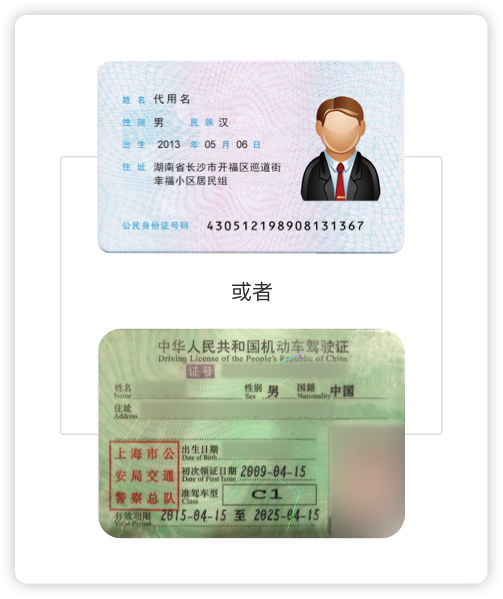 姓 名 代用名
性 别 男 民 族 汉
出 生 2013 年 05 月 06 日
住 址 湖南省长沙市开福区巡道街
幸福小区居民组
公民身份证号码 430512198908131367
或者
中华人民共和国机动车驾驶证
Driving License of the People's Republic of China
证号
姓名 性别 男 国籍 中国
Name Sex Nationality
住址
Address
上海市公
安局交通
警察总队
出生日期
Date of Birth
初次领证日期 2009-04-15
Date of First Issue
准驾车型 C1
Class
有效期限 2015-04-15 至 2025-04-15
Valid Period